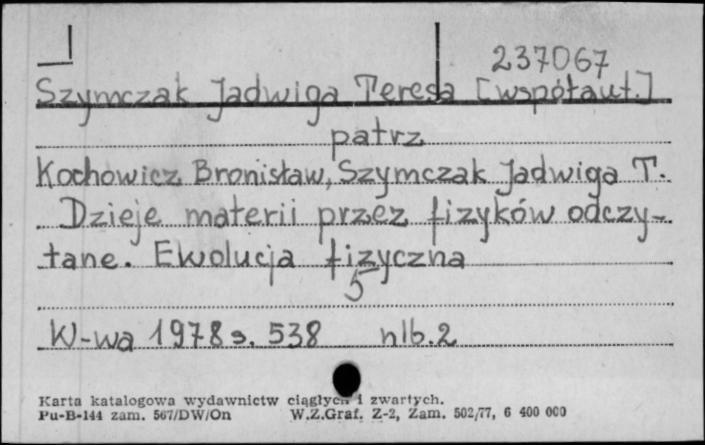 237067
Szymczak Jadwiga Teresa [współaut.]
patrz
Kochowicz Bronisław, Szymczak Jadwiga T.
Dzieje materii przez fizyków odczy-
tane. Ewolucja fizyczna
5
W-wa 1978 s. 538 nlb. 2
Karta katalogowa wydawnictw ciągłych i zwartych.
Pu-B-144 zam. 567/DW/On W.Z.Graf. Z-2, Zam. 502/77, 6 400 000